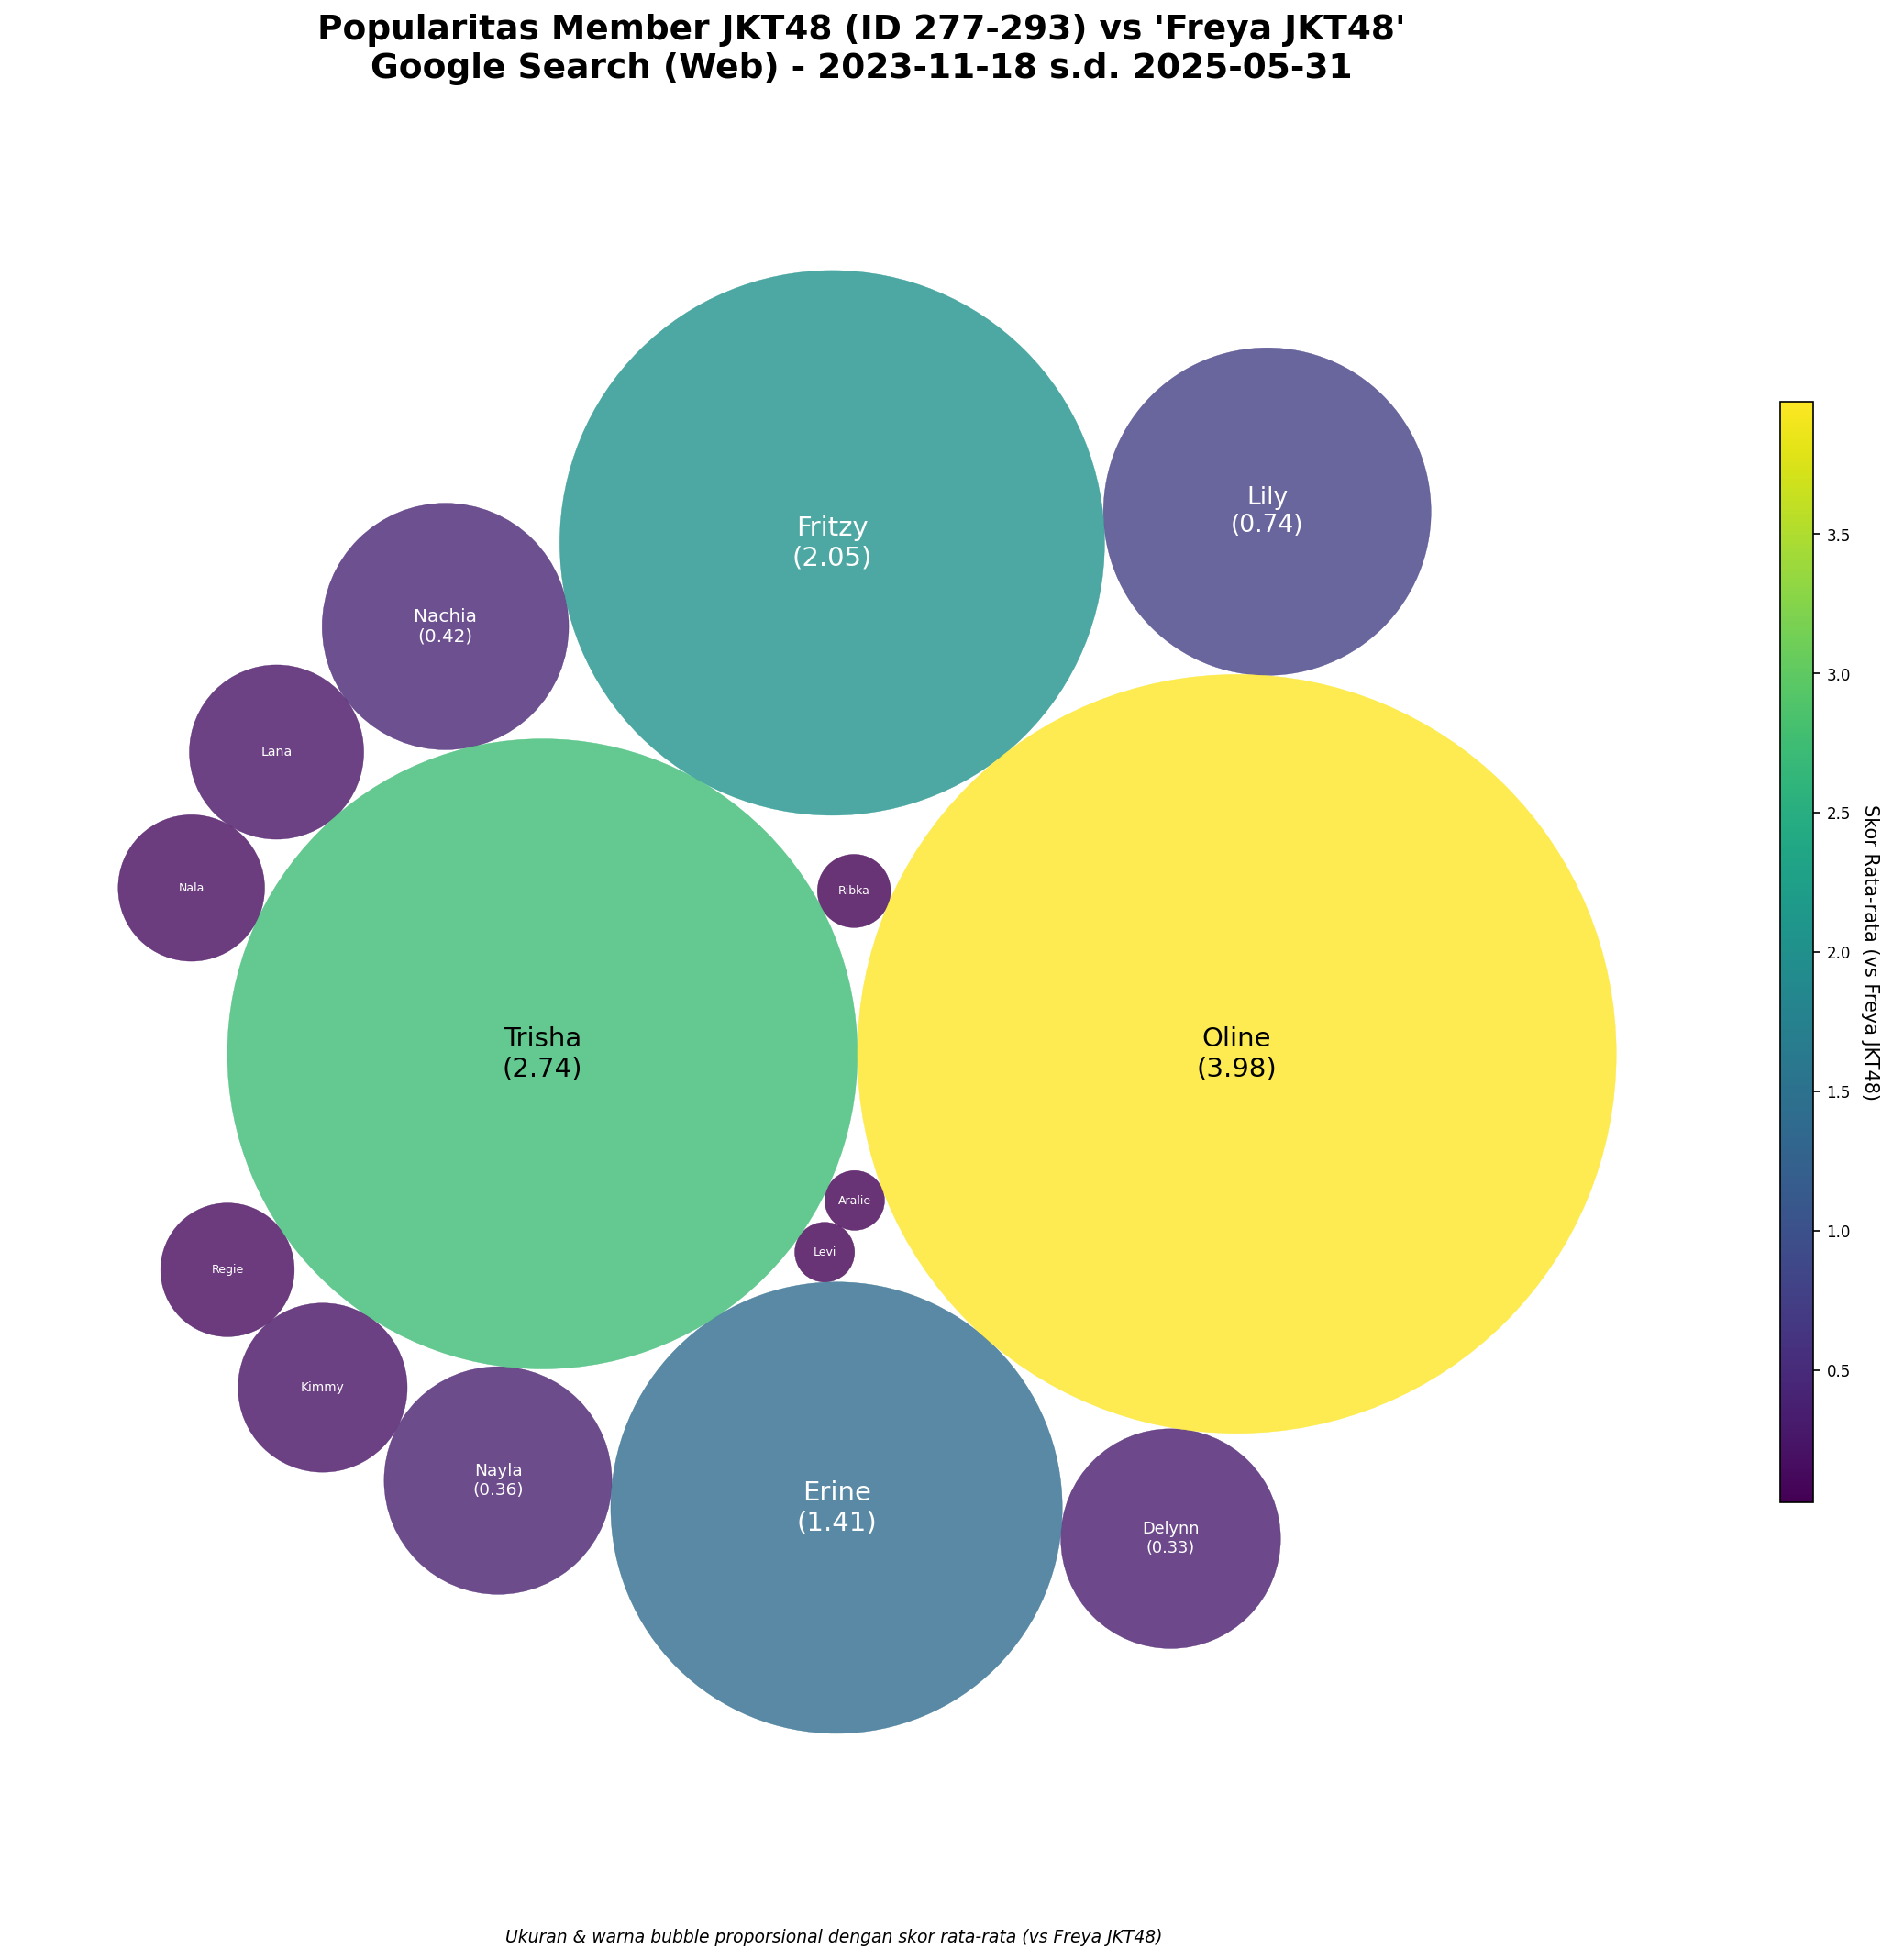 Popularitas Member JKT48 (ID 277-293) vs 'Freya JKT48'
Google Search (Web) - 2023-11-18 s.d. 2025-05-31
Fritzy
(2.05)
Lily
(0.74)
Nachia
(0.42)
Lana
Nala
Ribka
Trisha
(2.74)
Oline
(3.98)
Aralie
Levi
Regie
Kimmy
Nayla
(0.36)
Erine
(1.41)
Delynn
(0.33)
3.5
3.0
2.5
2.0
1.5
1.0
0.5
Skor Rata-rata (vs Freya JKT48)
Ukuran & warna bubble proporsional dengan skor rata-rata (vs Freya JKT48)